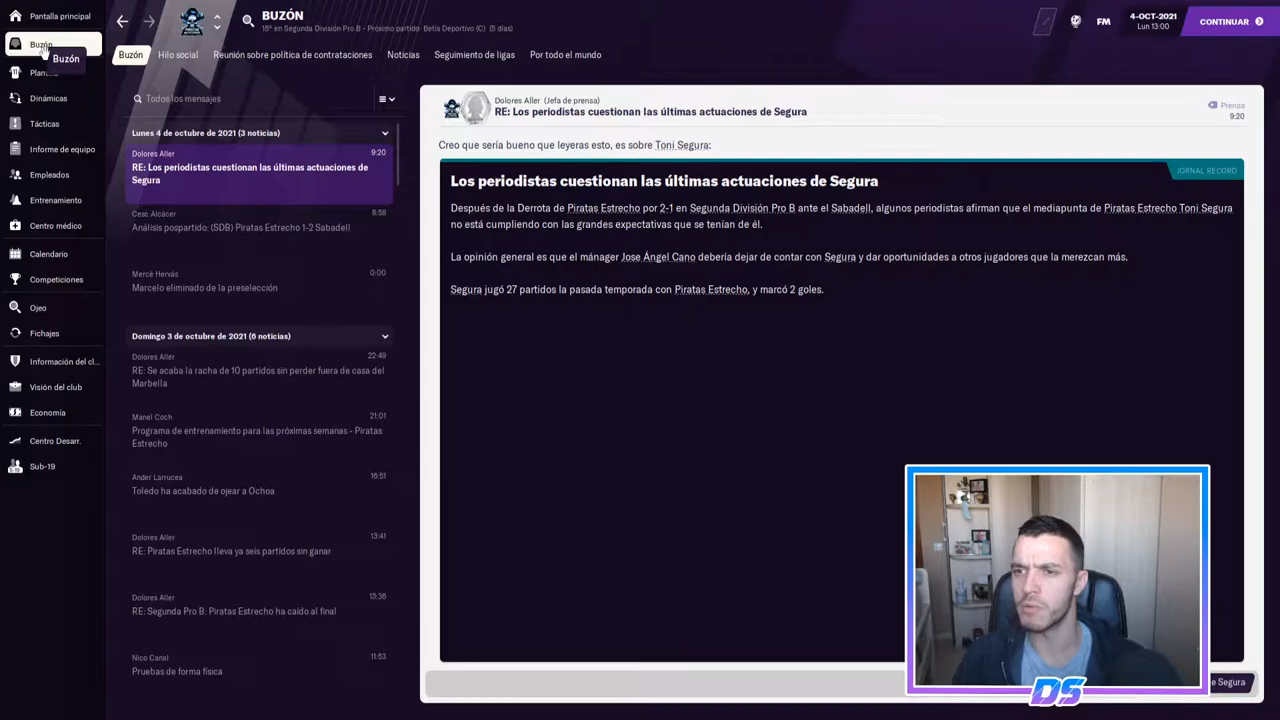 Pantalla principal
Buzón
Buzón
Dinámicas
Tácticas
Informe de equipo
Empleados
Entrenamiento
Centro médico
Calendario
Competiciones
Ojeo
Fichajes
Información del cl...
Visión del club
Economía
Centro Desarr.
Sub-19
BUZÓN
15º en Segunda División Pro B - Próximo partido: Betis Deportivo (C) (5 días)
FM
4-OCT-2021
Lun 13:00
CONTINUAR
Buzón
Hilo social
Reunión sobre política de contrataciones
Noticias
Seguimiento de ligas
Por todo el mundo
Todos los mensajes
Lunes 4 de octubre de 2021 (3 noticias)
Dolores Aller 9:20
RE: Los periodistas cuestionan las últimas actuaciones de
Segura
Cesc Alcácer 8:58
Análisis pospartido: (SDB) Piratas Estrecho 1-2 Sabadell
Mercè Hervás 0:00
Marcelo eliminado de la preselección
Domingo 3 de octubre de 2021 (6 noticias)
Dolores Aller 22:49
RE: Se acaba la racha de 10 partidos sin perder fuera de casa del
Marbella
Manel Coch 21:01
Programa de entrenamiento para las próximas semanas - Piratas
Estrecho
Ander Larrucea 16:51
Toledo ha acabado de ojear a Ochoa
Dolores Aller 13:41
RE: Piratas Estrecho lleva ya seis partidos sin ganar
Dolores Aller 13:36
RE: Segunda Pro B: Piratas Estrecho ha caído al final
Nico Canal 11:53
Pruebas de forma física
Dolores Aller (Jefa de prensa)
RE: Los periodistas cuestionan las últimas actuaciones de Segura
Prensa
9:20
Creo que sería bueno que leyeras esto, es sobre Toni Segura:
JORNAL RECORD
Los periodistas cuestionan las últimas actuaciones de Segura
Después de la Derrota de Piratas Estrecho por 2-1 en Segunda División Pro B ante el Sabadell, algunos periodistas afirman que el mediapunta de Piratas Estrecho Toni Segura
no está cumpliendo con las grandes expectativas que se tenían de él.
La opinión general es que el mánager Jose Ángel Cano debería dejar de contar con Segura y dar oportunidades a otros jugadores que la merezcan más.
Segura jugó 27 partidos la pasada temporada con Piratas Estrecho, y marcó 2 goles.
e Segura
DS